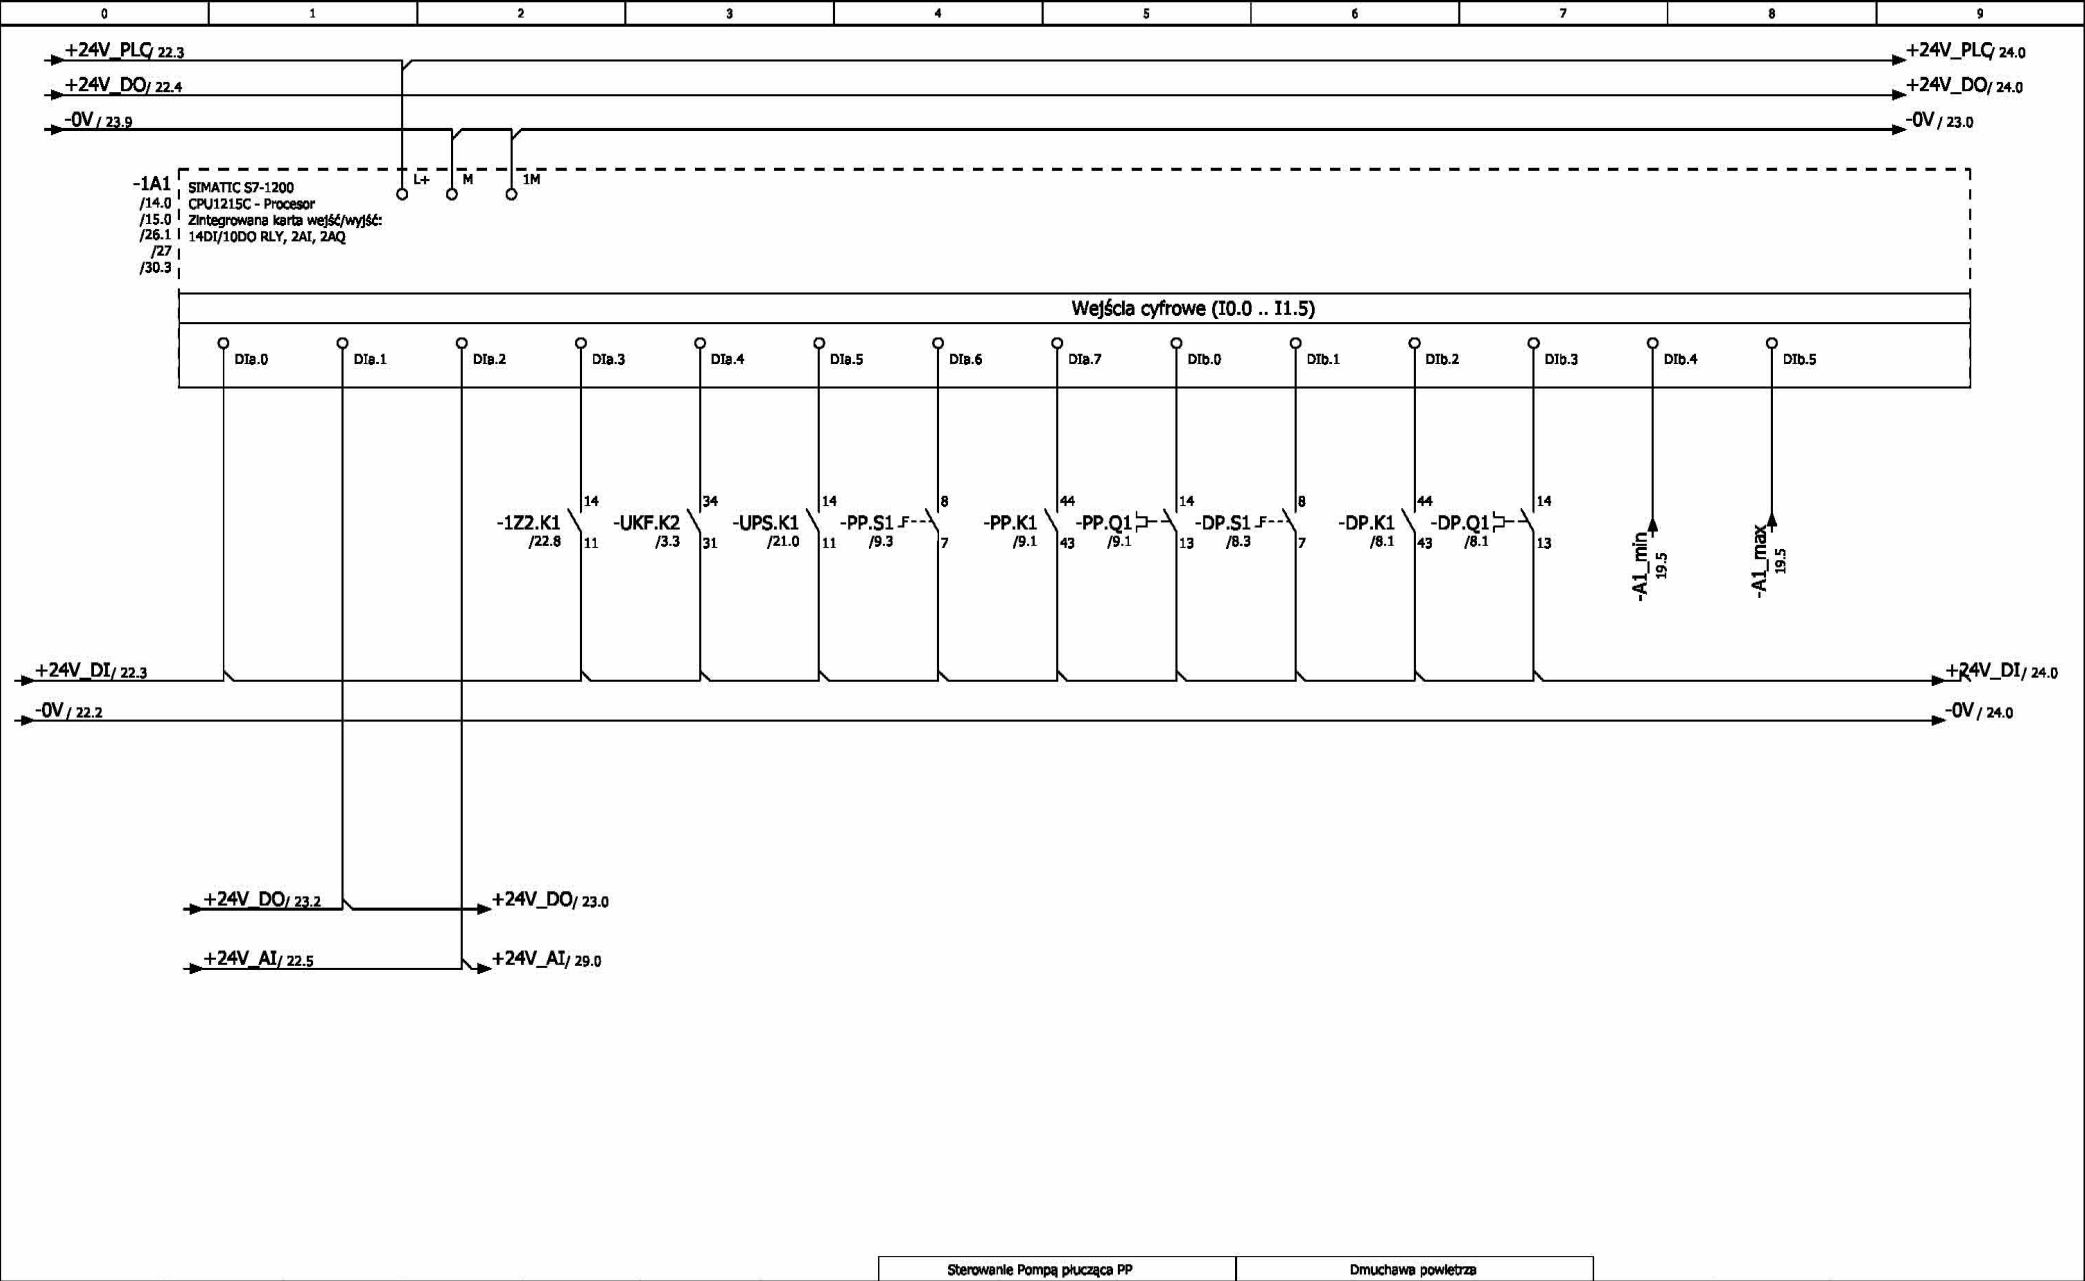 0 1 2 3 4 5 6 7 8 9
+24V_PLC/ 22.3 +24V_PLC/ 24.0
+24V_DO/ 22.4 +24V_DO/ 24.0
-0V/ 23.9 -0V/ 23.0
L+ M 1M
-1A1 SIMATIC S7-1200
/14.0 CPU1215C - Procesor
/15.0 Zintegrowana karta wejść/wyjść:
/26.1 14DI/10DO RLY, 2AI, 2AQ
/27
/30.3
Wejścia cyfrowe (I0.0 .. I1.5)
DIa.0 DIa.1 DIa.2 DIa.3 DIa.4 DIa.5 DIa.6 DIa.7 DIb.0 DIb.1 DIb.2 DIb.3 DIb.4 DIb.5
14 34 14 8 44 14 8 44 14
-1Z2.K1 -UKF.K2 -UPS.K1 -PP.S1 -PP.K1 -PP.Q1 -DP.S1 -DP.K1 -DP.Q1
/22.8 11 /3.3 31 /21.0 11 /9.3 7 /9.1 43 /9.1 13 /8.3 7 /8.1 43 /8.1 13
-A1_min
19.5
-A1_max
19.5
+24V_DI/ 22.3 +24V_DI/ 24.0
-0V/ 22.2 -0V/ 24.0
+24V_DO/ 23.2 +24V_DO/ 23.0
+24V_AI/ 22.5 +24V_AI/ 29.0
Sterowanie Pompą płucząca PP Dmuchawa powietrza